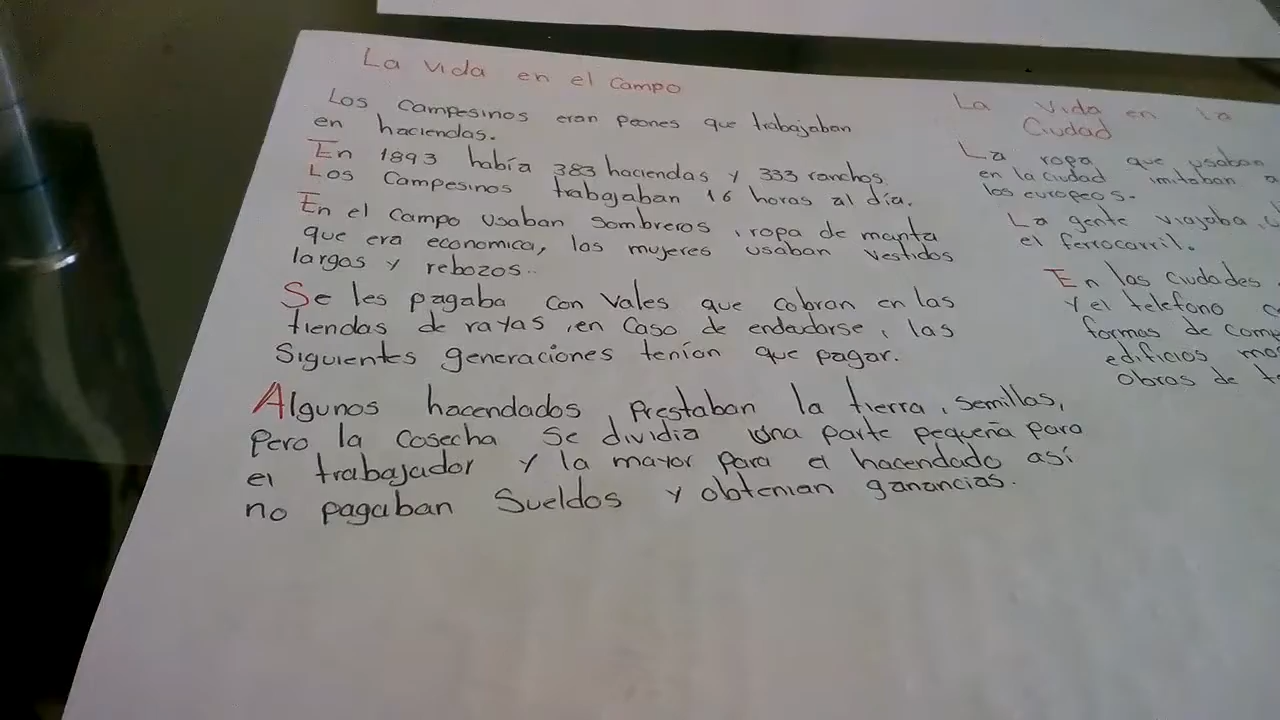 La vida en el campo
Los campesinos eran peones que trabajaban
en haciendas.
En 1893 había 383 haciendas y 333 ranchos.
Los campesinos trabajaban 16 horas al día.
En el campo usaban sombreros, ropa de manta
que era economica, las mujeres usaban vestidos
largas y rebozos..
Se les pagaba con vales que cobran en las
tiendas de rayas, en caso de endadarse, las
siguientes generaciones tenían que pagar.
Algunos hacendados, prestaban la tierra, semillas,
pero la cosecha se dividia una parte pequeña para
el trabajador y la mayor para el hacendado así
no pagaban sueldos y obtenian ganancias.
La vida en la
Ciudad
La ropa que usaban
en la ciudad imitaban a
los europeos.
La gente viajaba
el ferrocarril.
En las ciudades
y el telefono
formas de
edificios
obras de